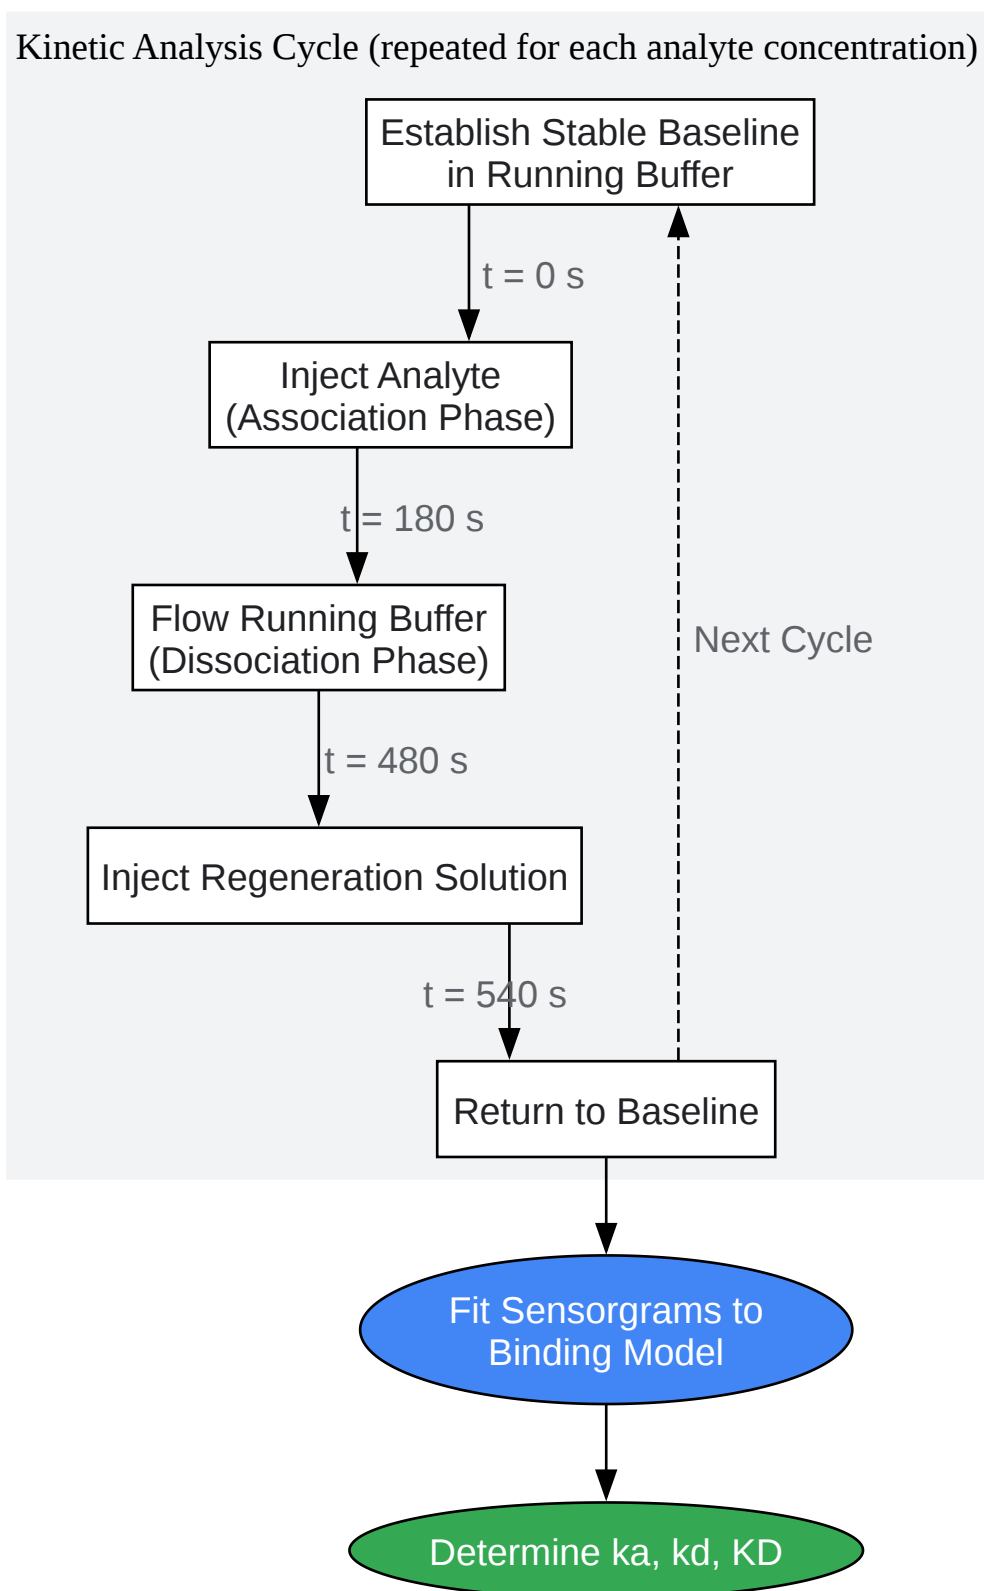 Kinetic Analysis Cycle (repeated for each analyte concentration)
Establish Stable Baseline
in Running Buffer
t = 0 s
Inject Analyte
(Association Phase)
t = 180 s
Flow Running Buffer
(Dissociation Phase)
Next Cycle
t = 480 s
Inject Regeneration Solution
t = 540 s
Return to Baseline
Fit Sensorgrams to
Binding Model
Determine ka, kd, KD